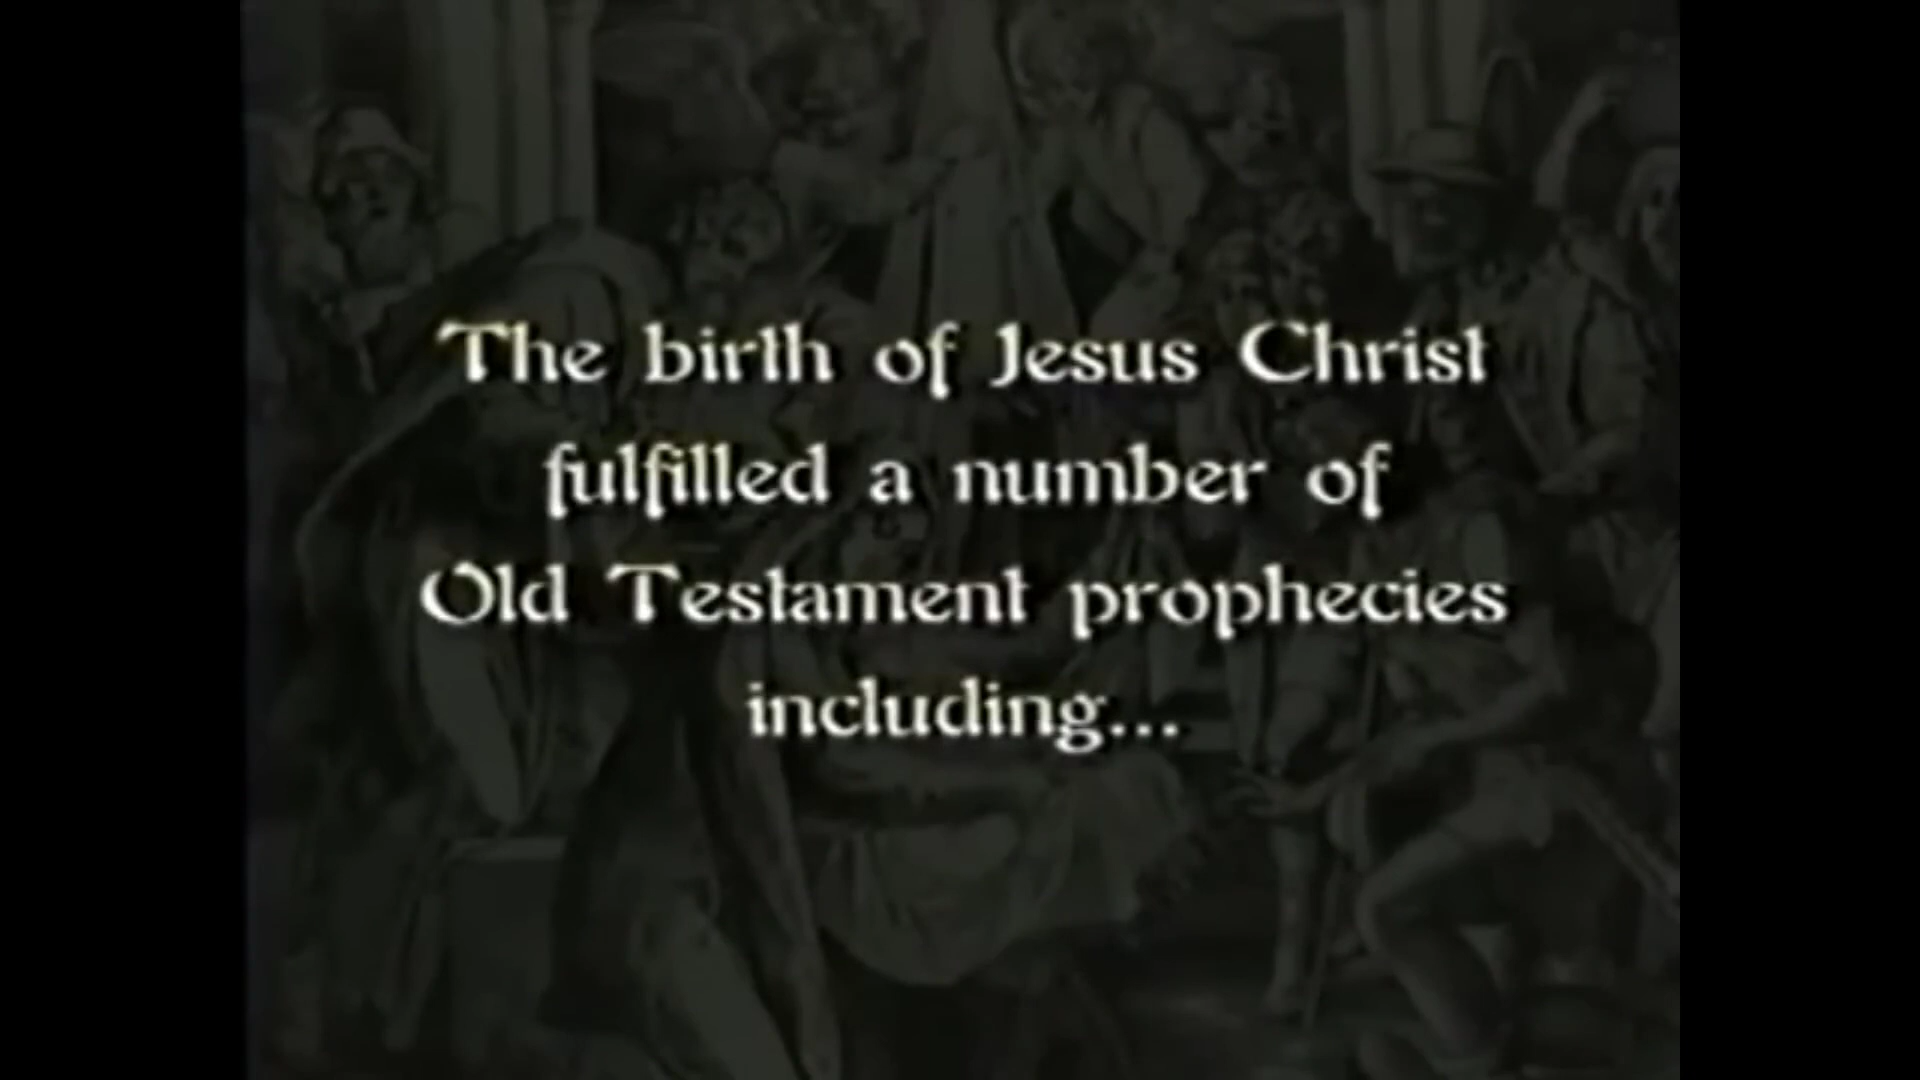 The birth of Jesus Christ
fulfilled a number of
Old Testament prophecies
including...